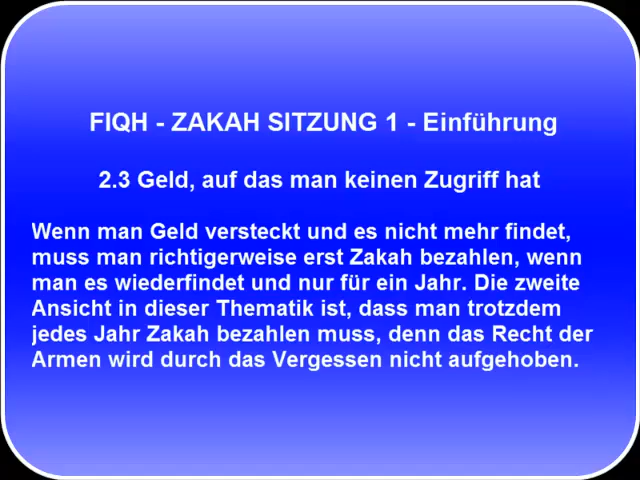 FIQH - ZAKAH SITZUNG 1 - Einführung
2.3 Geld, auf das man keinen Zugriff hat
Wenn man Geld versteckt und es nicht mehr findet,
muss man richtigerweise erst Zakah bezahlen, wenn
man es wiederfindet und nur für ein Jahr. Die zweite
Ansicht in dieser Thematik ist, dass man trotzdem
jedes Jahr Zakah bezahlen muss, denn das Recht der
Armen wird durch das Vergessen nicht aufgehoben.